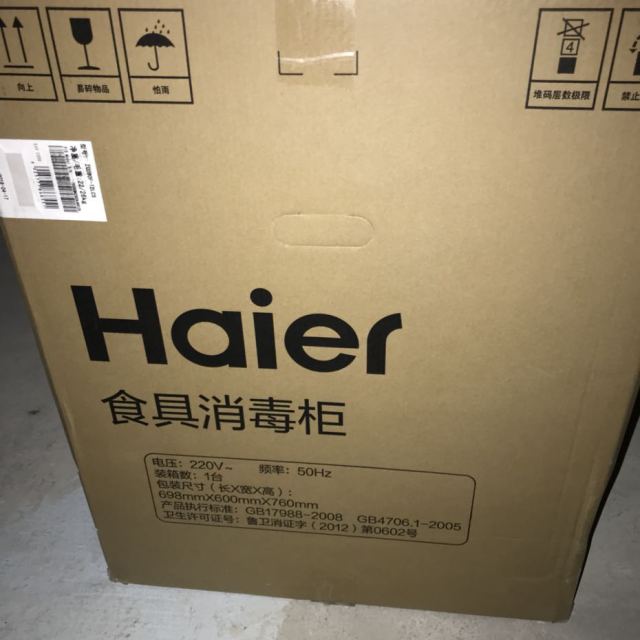 向上
易碎物品
怕雨
4
堆码层数极限
禁止
Haier
食具消毒柜
电压：220V~ 频率：50Hz
装箱数：1台
包装尺寸（长X宽X高）：
698mmX600mmX760mm
产品执行标准：GB17988-2008 GB4706.1-2005
卫生许可证号：鲁卫消证字（2012）第0602号